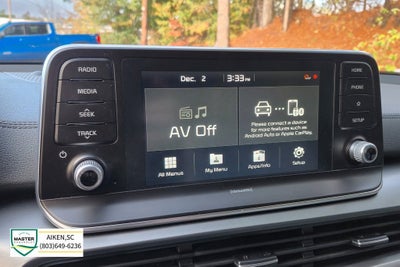 RADIO
MEDIA
SEEK
TRACK
Dec. 2
3:33PM
AV Off
Please connect a device
for more features such as
Android Auto or Apple CarPlay.
All Menus
My Menu
Apps/Info
Setup
HOME
PHONE
SETUP
MASTER
AIKEN,SC
(803)649-6236